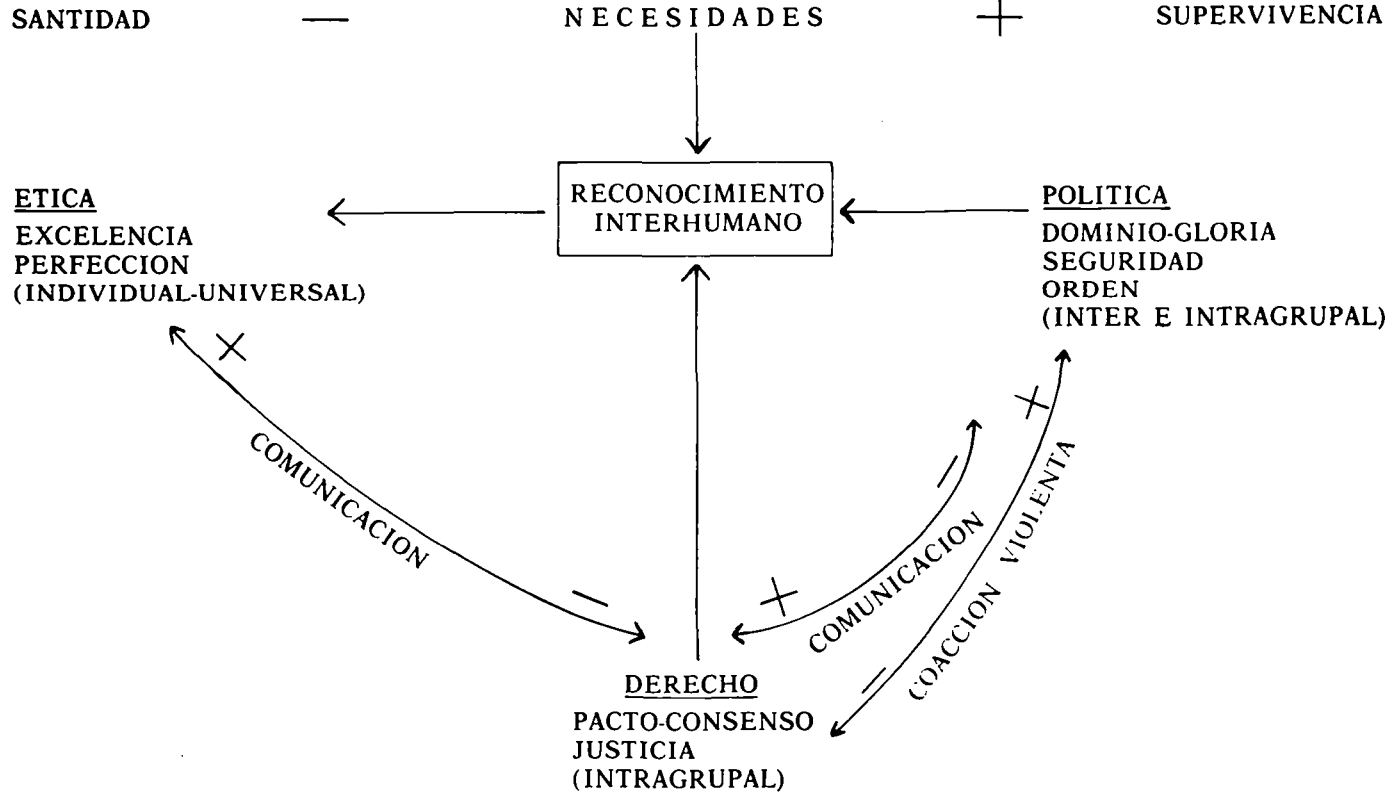 SANTIDAD — NECESIDADES + SUPERVIVENCIA
RECONOCIMIENTO
INTERHUMANO
ETICA
EXCELENCIA
PERFECCION
(INDIVIDUAL-UNIVERSAL)
POLITICA
DOMINIO-GLORIA
SEGURIDAD
ORDEN
(INTER E INTRAGRUPAL)
+
COMUNICACION
—
+
COMUNICACION
—
+
COACCION VIOLENTA
—
DERECHO
PACTO-CONSENSO
JUSTICIA
(INTRAGRUPAL)